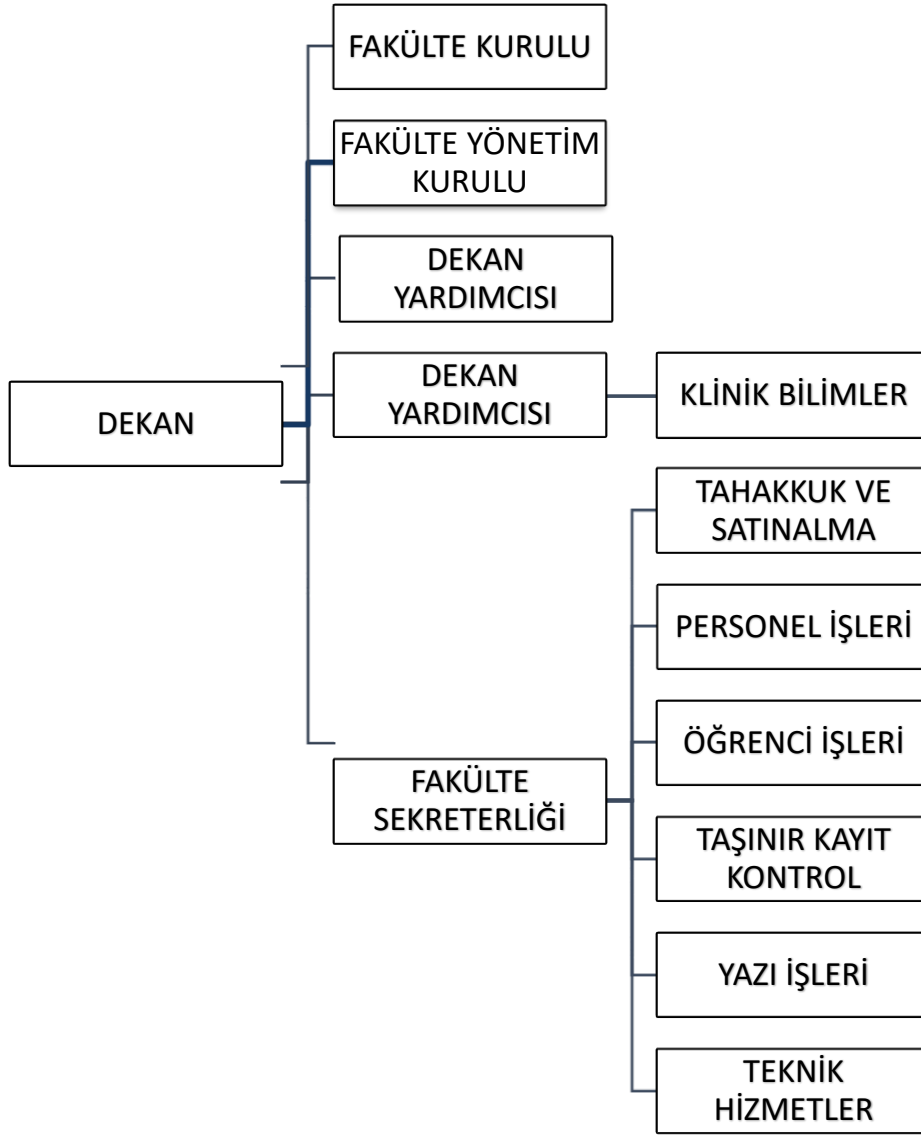 FAKÜLTE KURULU
FAKÜLTE YÖNETİM
KURULU
DEKAN
YARDIMCISI
DEKAN
DEKAN
YARDIMCISI
KLİNİK BİLİMLER
FAKÜLTE
SEKRETERLİĞİ
TAHAKKUK VE
SATINALMA
PERSONEL İŞLERİ
ÖĞRENCİ İŞLERİ
TAŞINIR KAYIT
KONTROL
YAZI İŞLERİ
TEKNİK
HİZMETLER